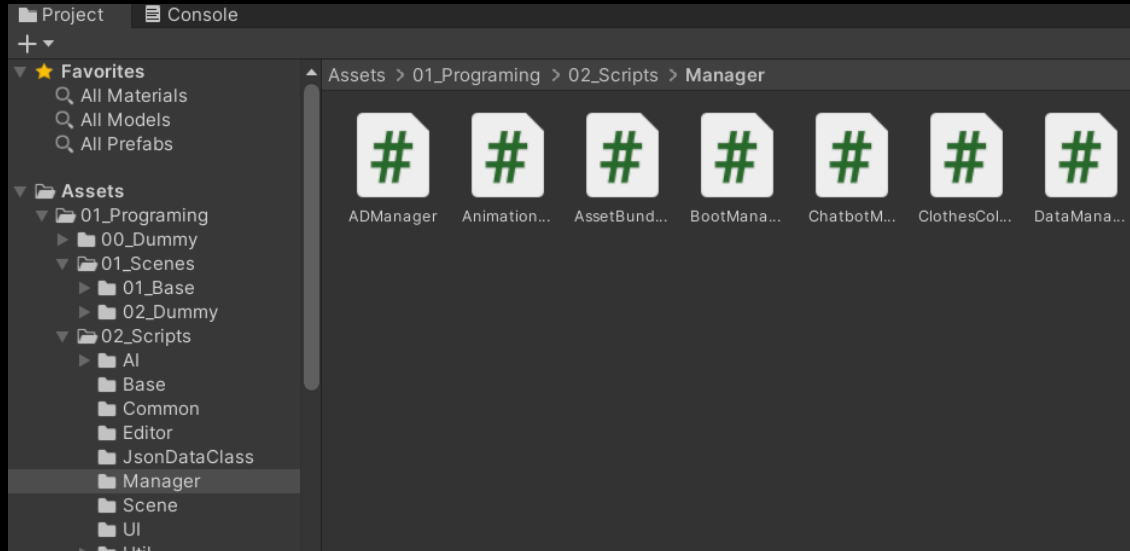 Project
Console
Favorites
All Materials
All Models
All Prefabs
Assets
01_Programing
00_Dummy
01_Scenes
01_Base
02_Dummy
02_Scripts
AI
Base
Common
Editor
JsonDataClass
Manager
Scene
UI
Assets > 01_Programing > 02_Scripts > Manager
ADManager
Animation...
AssetBund...
BootMana...
ChatbotM...
ClothesCol...
DataMana...